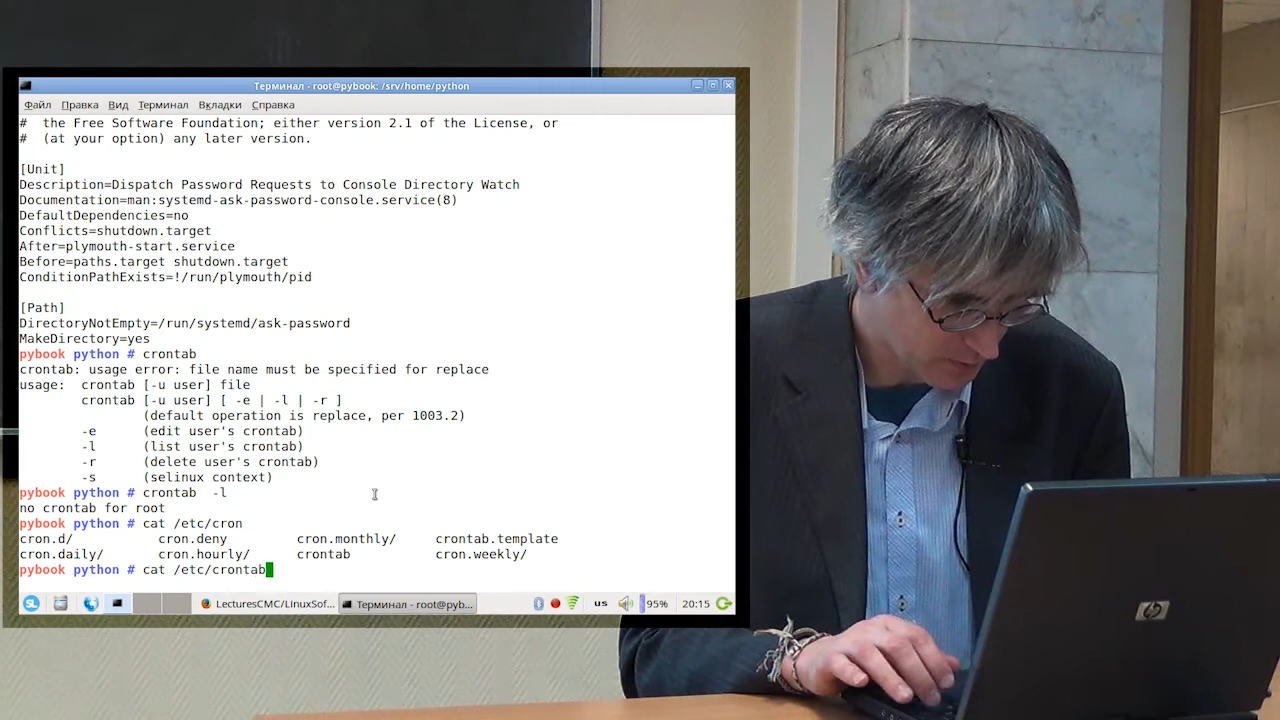 Терминал - root@pybook: /srv/home/python
Файл Правка Вид Терминал Вкладки Справка
#  the Free Software Foundation; either version 2.1 of the License, or
#  (at your option) any later version.
[Unit]
Description=Dispatch Password Requests to Console Directory Watch
Documentation=man:systemd-ask-password-console.service(8)
DefaultDependencies=no
Conflicts=shutdown.target
After=plymouth-start.service
Before=paths.target shutdown.target
ConditionPathExists=!/run/plymouth/pid
[Path]
DirectoryNotEmpty=/run/systemd/ask-password
MakeDirectory=yes
pybook python # crontab
crontab: usage error: file name must be specified for replace
usage:  crontab [-u user] file
        crontab [-u user] [ -e | -l | -r ]
                (default operation is replace, per 1003.2)
        -e      (edit user's crontab)
        -l      (list user's crontab)
        -r      (delete user's crontab)
        -s      (selinux context)
pybook python # crontab  -l
no crontab for root
pybook python # cat /etc/cron
cron.d/           cron.deny         cron.monthly/     crontab.template
cron.daily/       cron.hourly/      crontab           cron.weekly/
pybook python # cat /etc/crontab
SL LecturesCMC/LinuxSof... Терминал - root@pyb... us 95% 20:15
hp